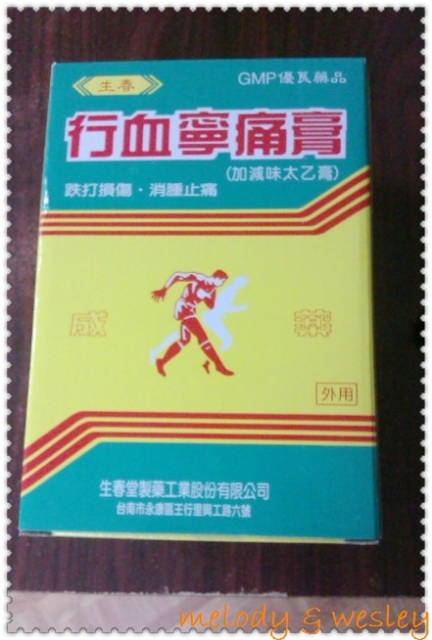 生春
GMP優良藥品
行血寧痛膏
(加減味太乙膏)
跌打損傷・消腫止痛
成
藥
外用
生春堂製藥工業股份有限公司
台南市永康區王行里興工路六號
melody & wesley